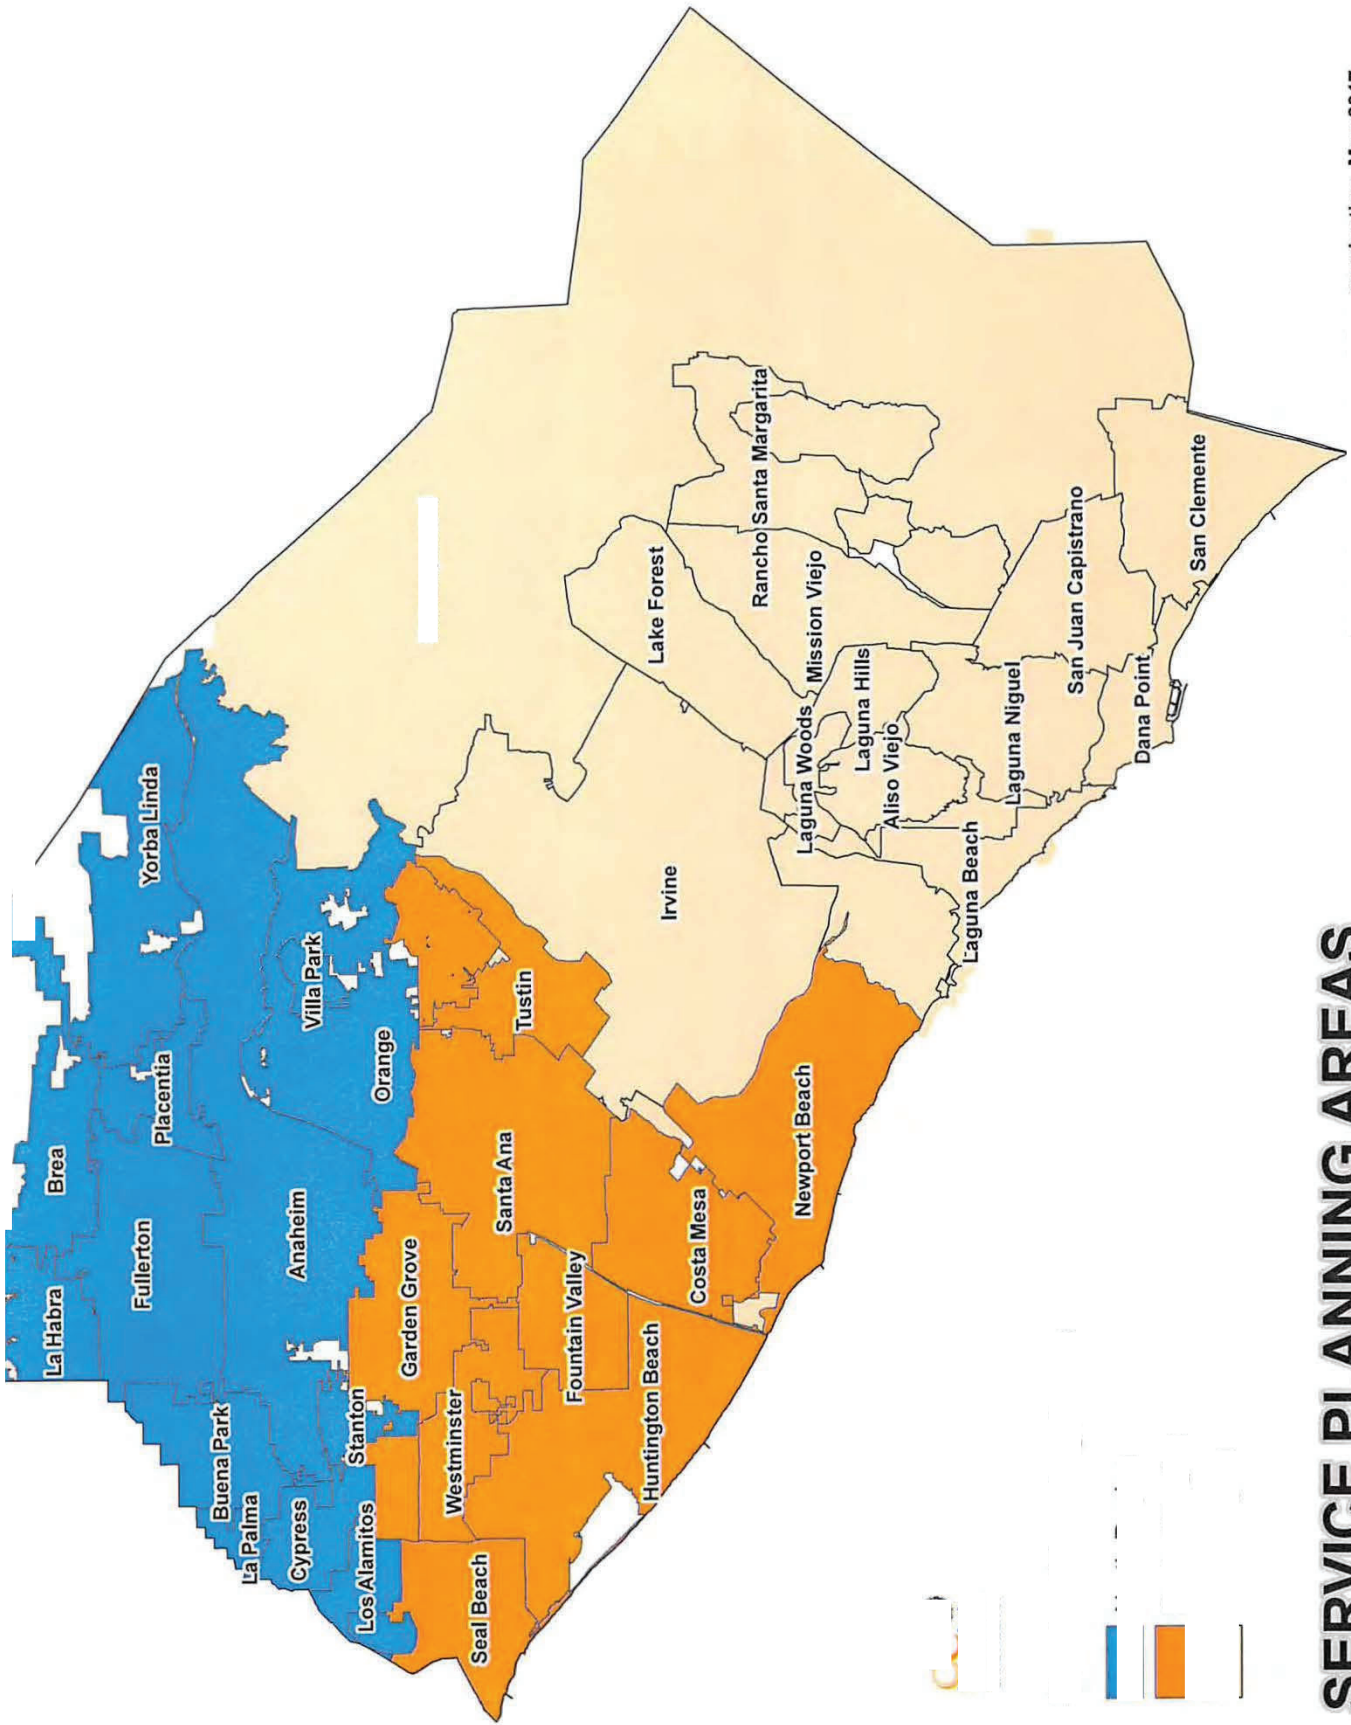 La Habra
Brea
Fullerton
Placentia
Yorba Linda
Buena Park
La Palma
Anaheim
Cypress
Villa Park
Orange
Stanton
Los Alamitos
Garden Grove
Westminster
Seal Beach
Santa Ana
Tustin
Fountain Valley
Huntington Beach
Costa Mesa
Newport Beach
Irvine
Lake Forest
Rancho Santa Margarita
Mission Viejo
Laguna Woods
Laguna Hills
Aliso Viejo
Laguna Beach
Laguna Niguel
San Juan Capistrano
Dana Point
San Clemente
SERVICE PLANNING AREAS